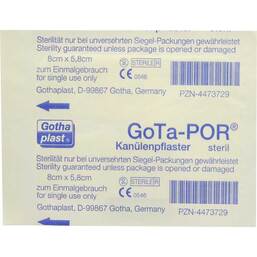 Sterilität nur bei unversehrten Siegel-Packungen gewährleistet
Sterility guaranteed unless package is opened or damaged
8cm x 5,8cm
STERILE R
zum Einmalgebrauch
for single use only
CE 0546
Gothaplast, D-99867 Gotha, Germany
PZN-4473729
Gotha
plast®
GoTa-POR®
Kanülenpflaster steril
Sterilität nur bei unversehrten Siegel-Packungen gewährleistet
Sterility guaranteed unless package is opened or damaged
8cm x 5,8cm
STERILE R
zum Einmalgebrauch
for single use only
CE 0546
Gothaplast, D-99867 Gotha, Germany
PZN-4473729